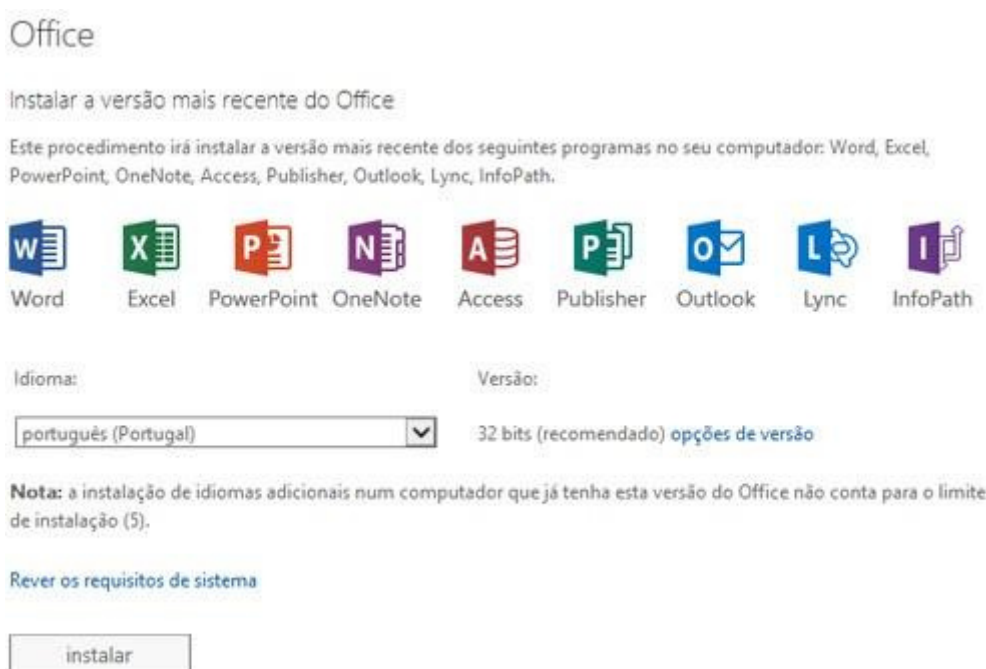 Office
Instalar a versão mais recente do Office
Este procedimento irá instalar a versão mais recente dos seguintes programas no seu computador: Word, Excel,
PowerPoint, OneNote, Access, Publisher, Outlook, Lync, InfoPath.
W X P N A P O L I
Word Excel PowerPoint OneNote Access Publisher Outlook Lync InfoPath
Idioma: Versão:
português (Portugal) 32 bits (recomendado) opções de versão
Nota: a instalação de idiomas adicionais num computador que já tenha esta versão do Office não conta para o limite
de instalação (5).
Rever os requisitos de sistema
instalar